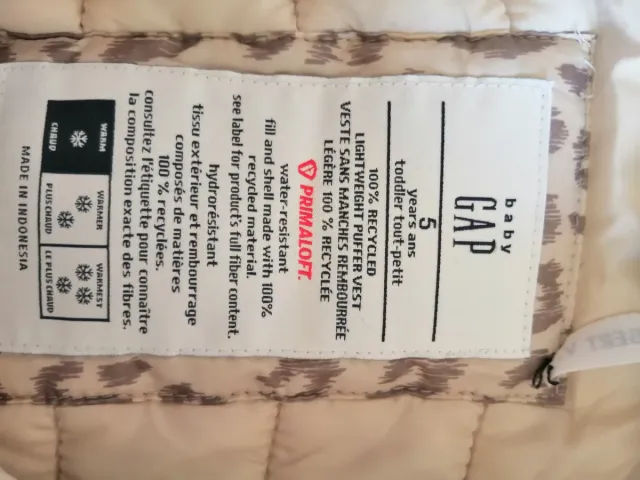 baby
GAP
5
years ans
toddler tout-petit
100% RECYCLED
LIGHTWEIGHT PUFFER VEST
VESTE SANS MANCHES REMBOURRÉE
LÉGÈRE 100 % RECYCLÉE
PRIMALOFT.
water-resistant
fill and shell made with 100%
recycled material.
see label for product's full fiber content.
hydrorésistant
tissu extérieur et rembourrage
composés de matières
100 % recyclées.
consultez l'étiquette pour connaître
la composition exacte des fibres.
WARM
CHAUD
WARMER
PLUS CHAUD
WARMEST
LE PLUS CHAUD
MADE IN INDONESIA